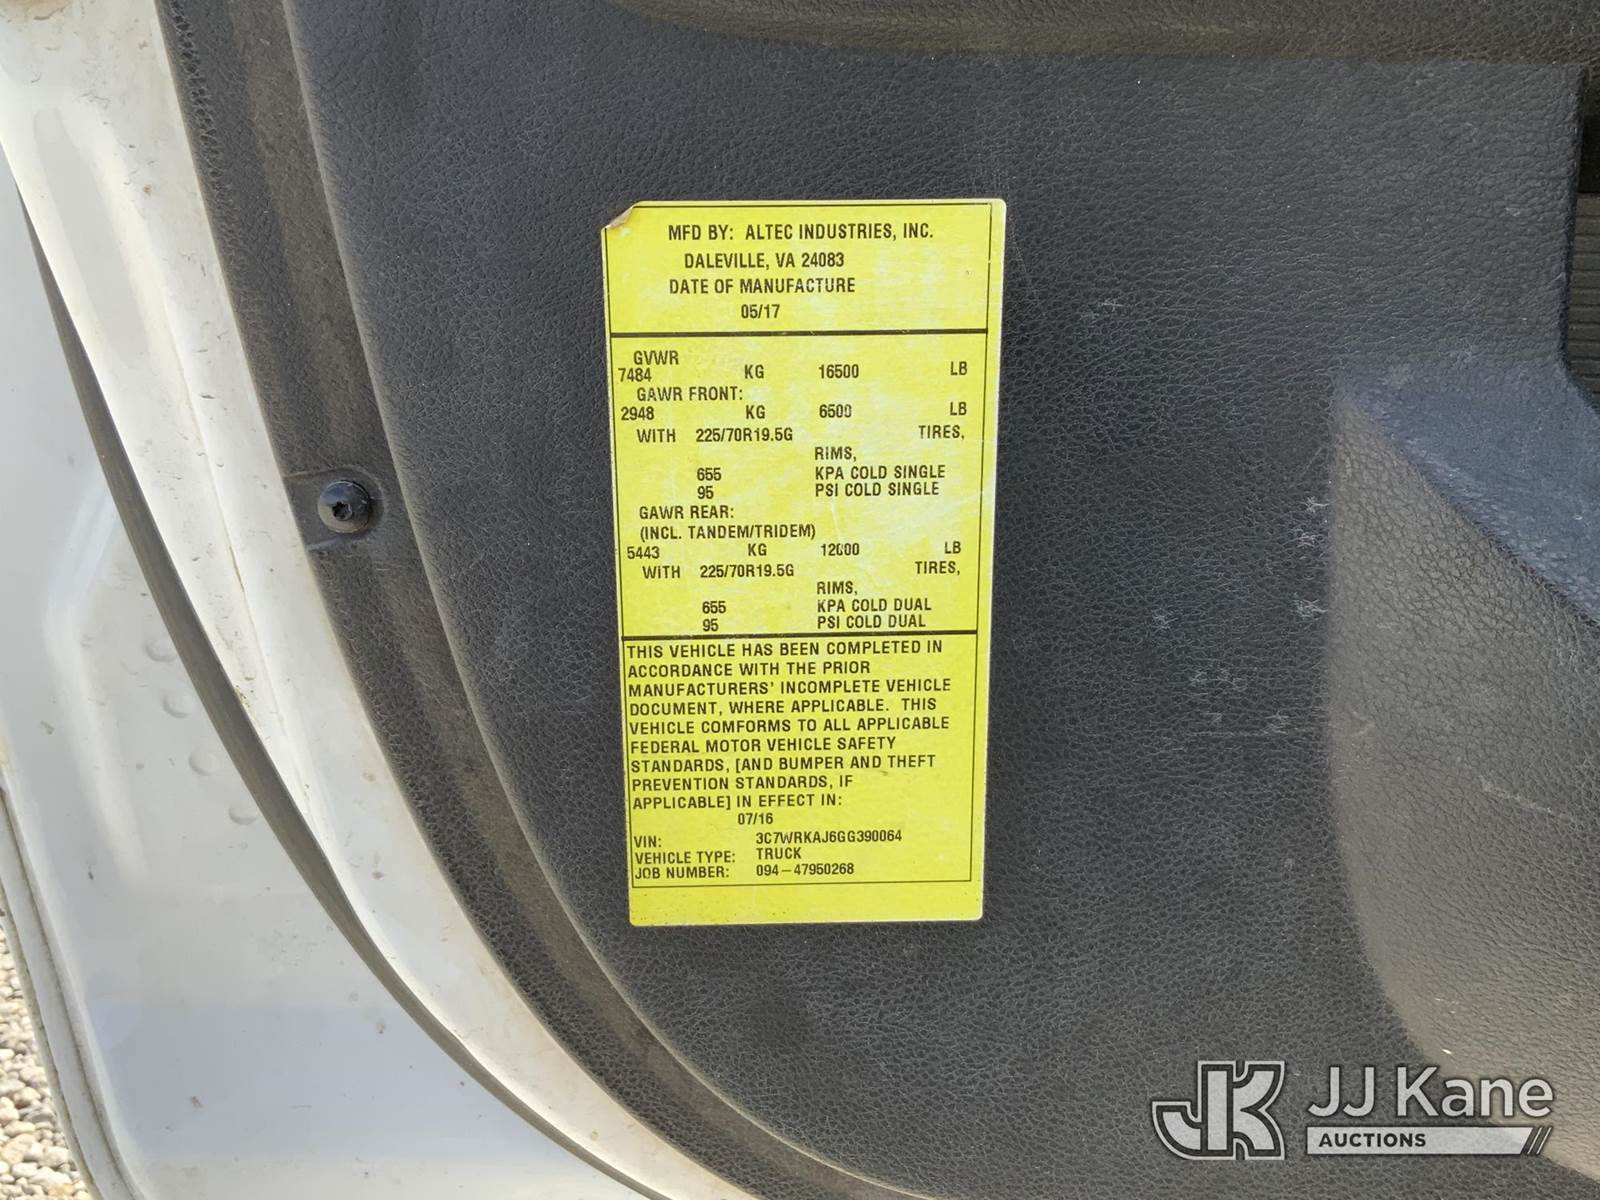 MFD BY: ALTEC INDUSTRIES, INC.
DALEVILLE, VA 24083
DATE OF MANUFACTURE
05/17
GVWR
7484 KG 16500 LB
GAWR FRONT:
2948 KG 6500 LB
WITH 225/70R19.5G TIRES,
RIMS,
655 KPA COLD SINGLE
95 PSI COLD SINGLE
GAWR REAR:
(INCL. TANDEM/TRIDEM)
5443 KG 12000 LB
WITH 225/70R19.5G TIRES,
RIMS,
655 KPA COLD DUAL
95 PSI COLD DUAL
THIS VEHICLE HAS BEEN COMPLETED IN
ACCORDANCE WITH THE PRIOR
MANUFACTURERS' INCOMPLETE VEHICLE
DOCUMENT, WHERE APPLICABLE. THIS
VEHICLE COMFORMS TO ALL APPLICABLE
FEDERAL MOTOR VEHICLE SAFETY
STANDARDS, [AND BUMPER AND THEFT
PREVENTION STANDARDS, IF
APPLICABLE] IN EFFECT IN:
07/16
VIN: 3C7WRKAJ6GG390064
VEHICLE TYPE: TRUCK
JOB NUMBER: 094-47950268
JK JJ Kane
AUCTIONS